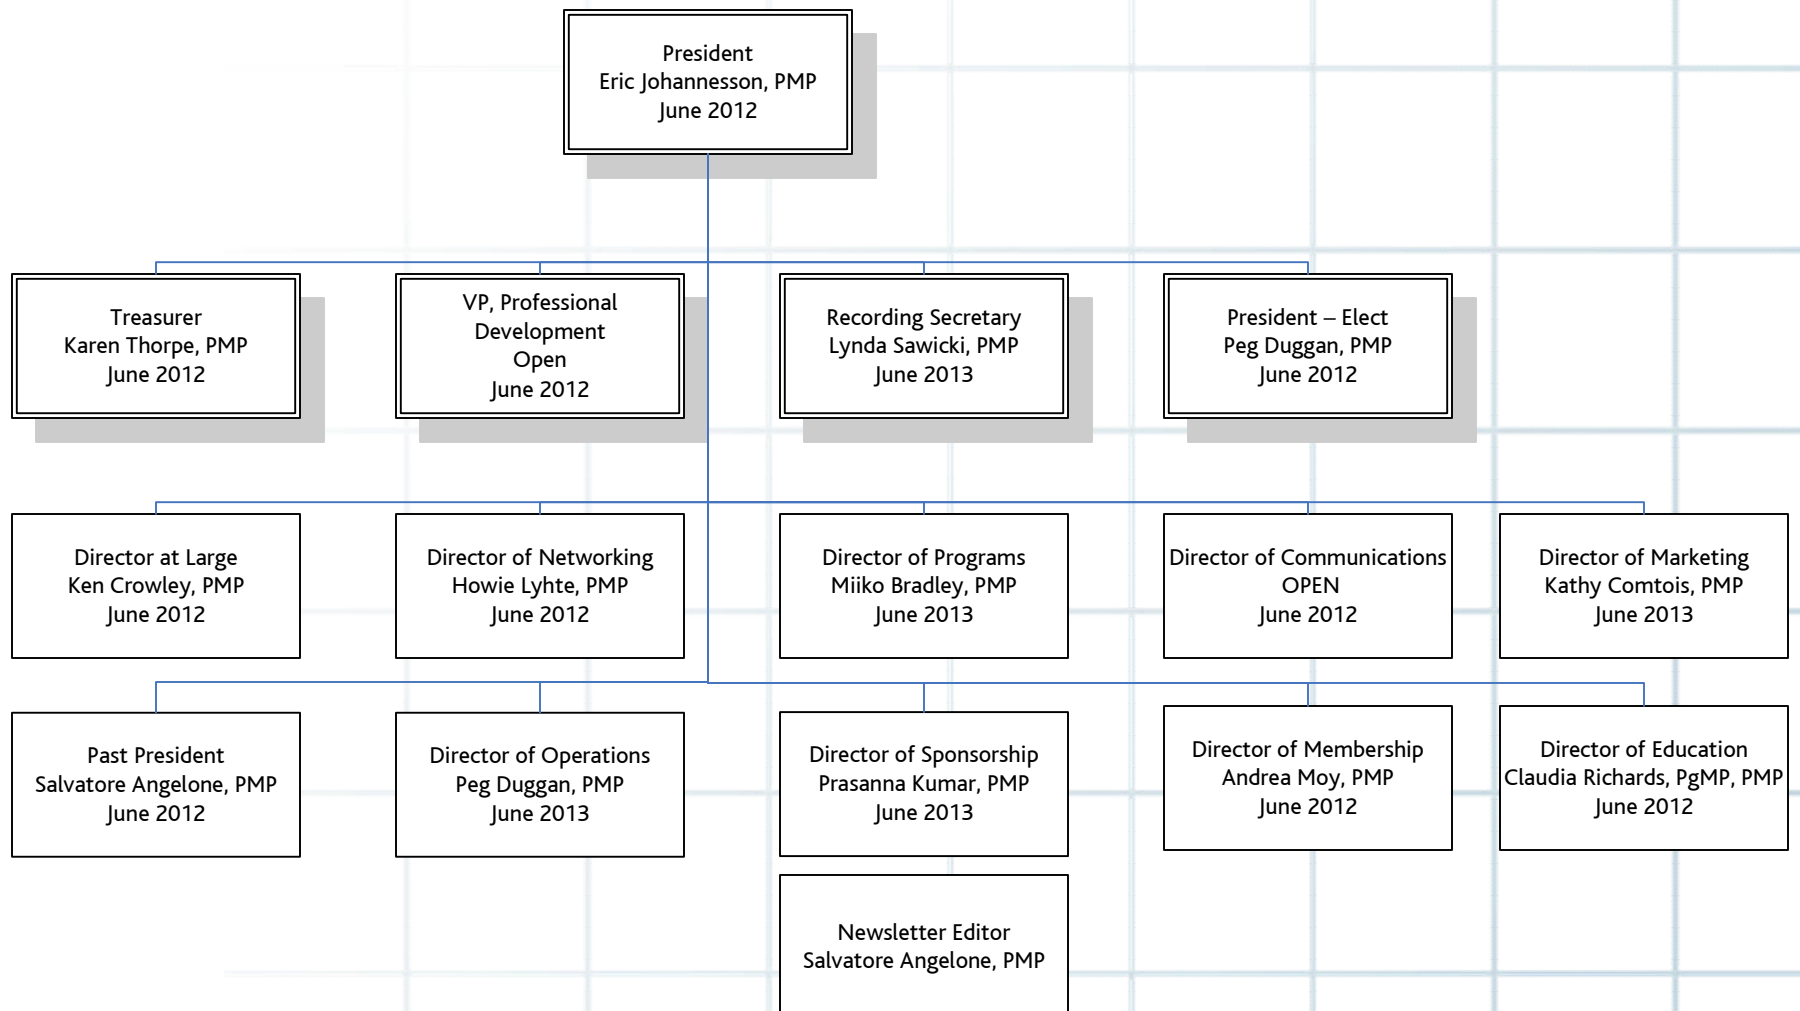 President
Eric Johannesson, PMP
June 2012
Treasurer
Karen Thorpe, PMP
June 2012
VP, Professional
Development
Open
June 2012
Recording Secretary
Lynda Sawicki, PMP
June 2013
President – Elect
Peg Duggan, PMP
June 2012
Director at Large
Ken Crowley, PMP
June 2012
Director of Networking
Howie Lyhte, PMP
June 2012
Director of Programs
Miiko Bradley, PMP
June 2013
Director of Communications
OPEN
June 2012
Director of Marketing
Kathy Comtois, PMP
June 2013
Past President
Salvatore Angelone, PMP
June 2012
Director of Operations
Peg Duggan, PMP
June 2013
Director of Sponsorship
Prasanna Kumar, PMP
June 2013
Director of Membership
Andrea Moy, PMP
June 2012
Director of Education
Claudia Richards, PgMP, PMP
June 2012
Newsletter Editor
Salvatore Angelone, PMP